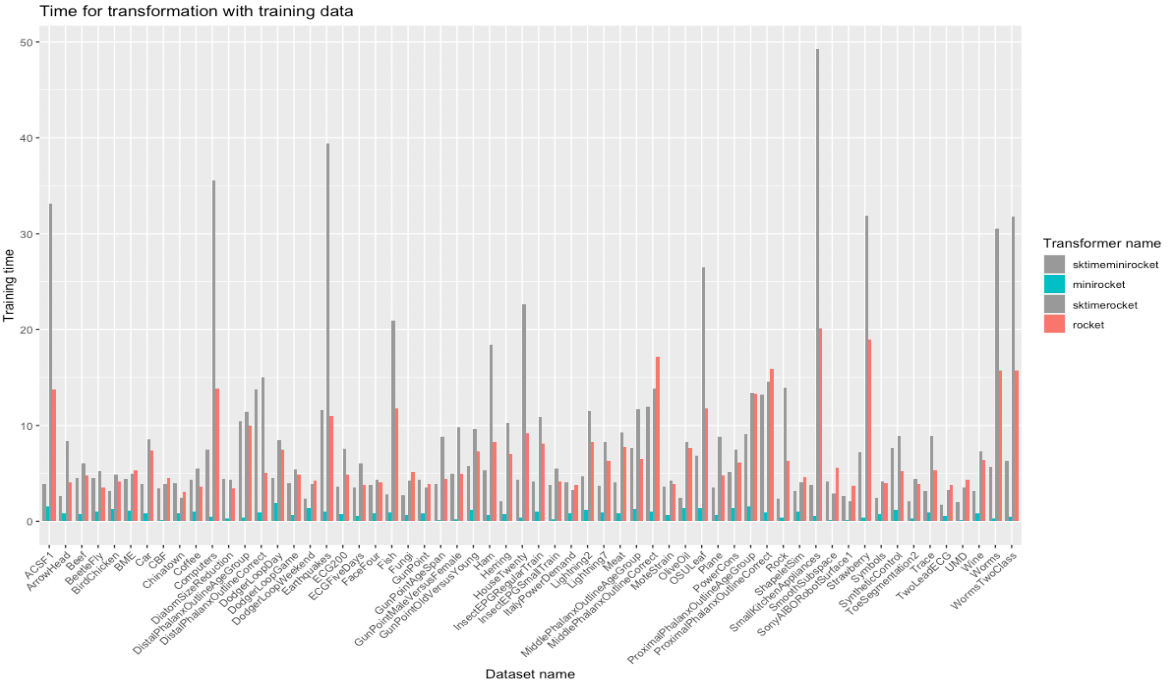 Time for transformation with training data
Training time
50
40
30
20
10
0
ACSF1
ArrowHead
Beef
BeetleFly
BirdChicken
BME
Car
CBF
Chinatown
Coffee
Computers
DiatomSizeReduction
DistalPhalanxOutlineAgeGroup
DistalPhalanxOutlineCorrect
DodgerLoopDay
DodgerLoopGame
DodgerLoopWeekend
Earthquakes
ECG200
ECGFiveDays
FaceFour
Fish
Fungi
GunPoint
GunPointAgeSpan
GunPointMaleVersusFemale
GunPointOldVersusYoung
Ham
Herring
HouseTwenty
InsectEPGRegularTrain
InsectEPGSmallTrain
ItalyPowerDemand
Lightning2
Lightning7
Meat
MiddlePhalanxOutlineAgeGroup
MiddlePhalanxOutlineCorrect
MoteStrain
OliveOil
OSULeaf
Plane
PowerCons
ProximalPhalanxOutlineAgeGroup
ProximalPhalanxOutlineCorrect
Rock
ShapeletSim
SmallKitchenAppliances
SmoothSubspace
SonyAIBORobotSurface1
Strawberry
Symbols
SyntheticControl
ToeSegmentation2
Trace
TwoLeadECG
UMD
Wine
Worms
WormsTwoClass
Dataset name
Transformer name
sktimeminirocket
minirocket
sktimerocket
rocket